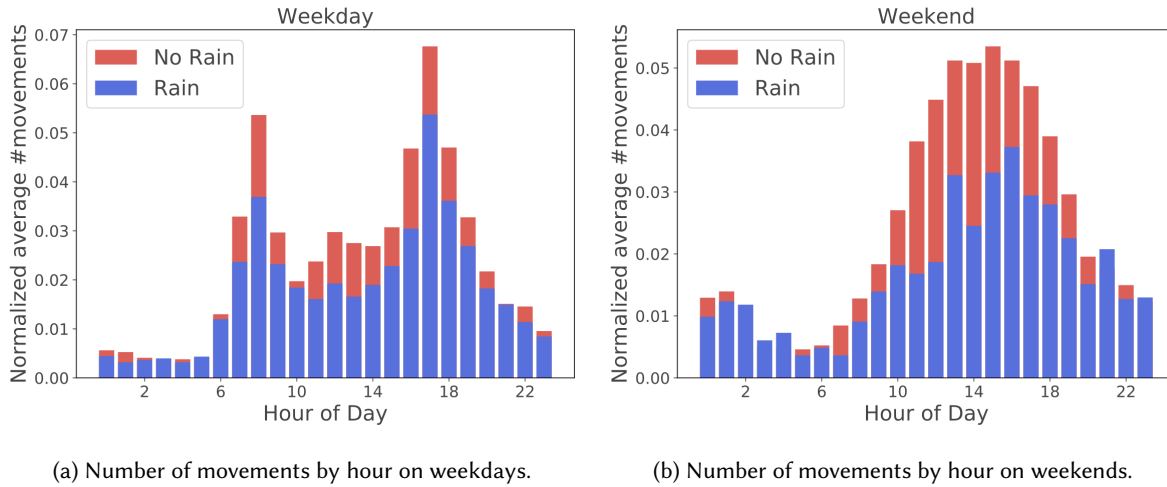 Weekday
Normalized average #movements
0.07
0.06
0.05
0.04
0.03
0.02
0.01
0.00
No Rain
Rain
2 6 10 14 18 22
Hour of Day
(a) Number of movements by hour on weekdays.
Weekend
Normalized average #movements
0.05
0.04
0.03
0.02
0.01
0.00
No Rain
Rain
2 6 10 14 18 22
Hour of Day
(b) Number of movements by hour on weekends.